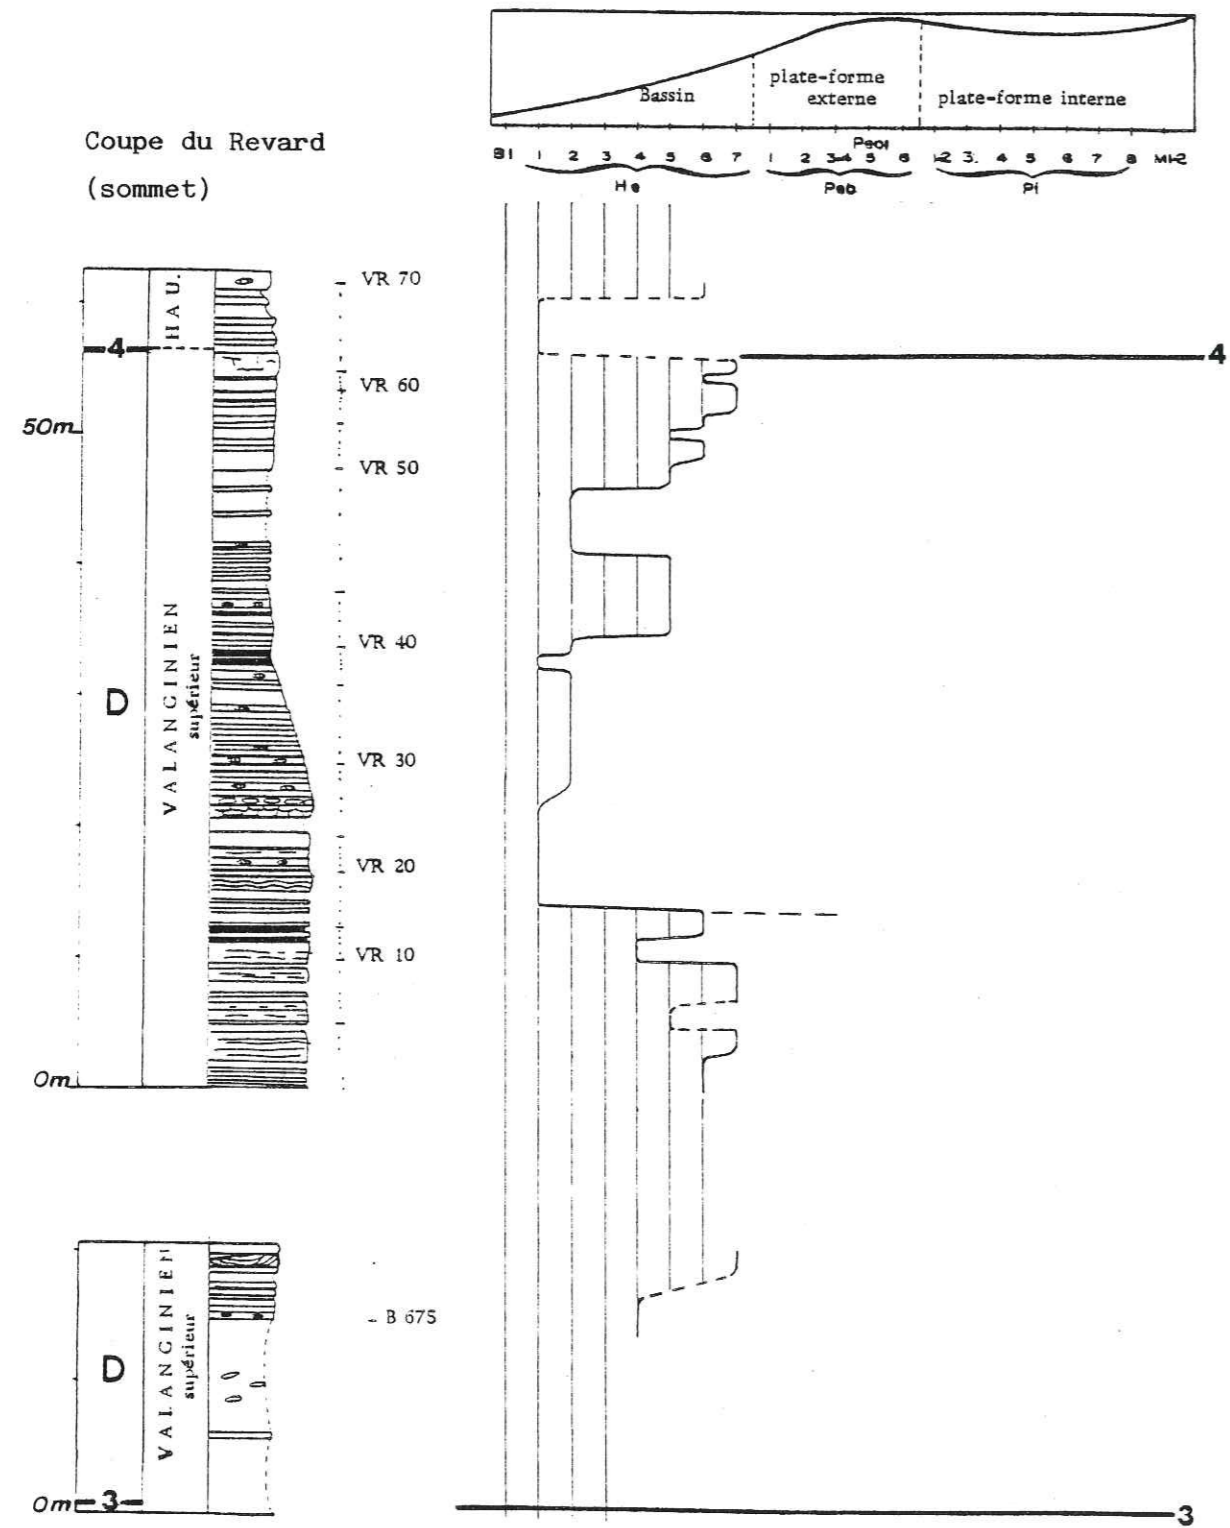 Coupe du Revard
(sommet)
Bassin
plate-forme
externe
plate-forme interne
B1 1 2 3 4 5 6 7 1 2 3-4 5 6 1-2 3. 4 5 6 7 8 M1-2
Peol
He
Peb
Pi
HAU.
VR 70
4
4
VR 60
50m
VR 50
VR 40
VALANGINIEN
supérieur
D
VR 30
VR 20
VR 10
0m
VALANGINIEN
supérieur
B 675
D
0m
3
3